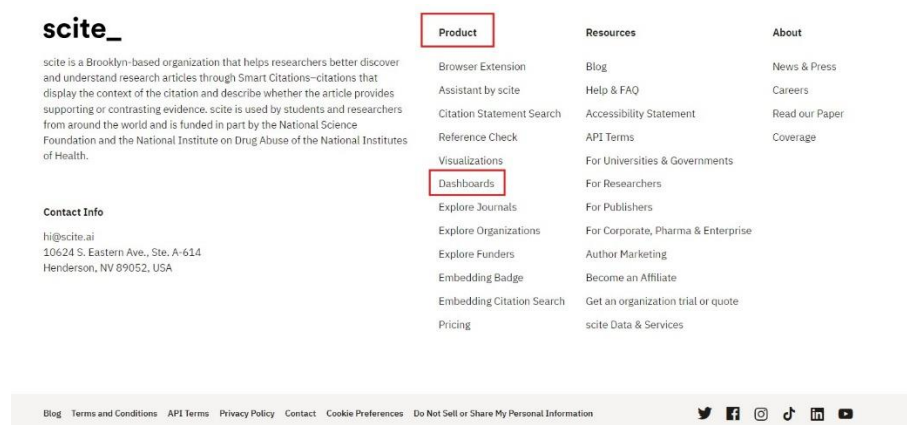 scite_
scite is a Brooklyn-based organization that helps researchers better discover
and understand research articles through Smart Citations–citations that
display the context of the citation and describe whether the article provides
supporting or contrasting evidence. scite is used by students and researchers
from around the world and is funded in part by the National Science
Foundation and the National Institute on Drug Abuse of the National Institutes
of Health.
Contact Info
hi@scite.ai
10624 S. Eastern Ave., Ste. A-614
Henderson, NV 89052, USA
Product
Browser Extension
Assistant by scite
Citation Statement Search
Reference Check
Visualizations
Dashboards
Explore Journals
Explore Organizations
Explore Funders
Embedding Badge
Embedding Citation Search
Pricing
Resources
Blog
Help & FAQ
Accessibility Statement
API Terms
For Universities & Governments
For Researchers
For Publishers
For Corporate, Pharma & Enterprise
Author Marketing
Become an Affiliate
Get an organization trial or quote
scite Data & Services
About
News & Press
Careers
Read our Paper
Coverage
Blog Terms and Conditions API Terms Privacy Policy Contact Cookie Preferences Do Not Sell or Share My Personal Information